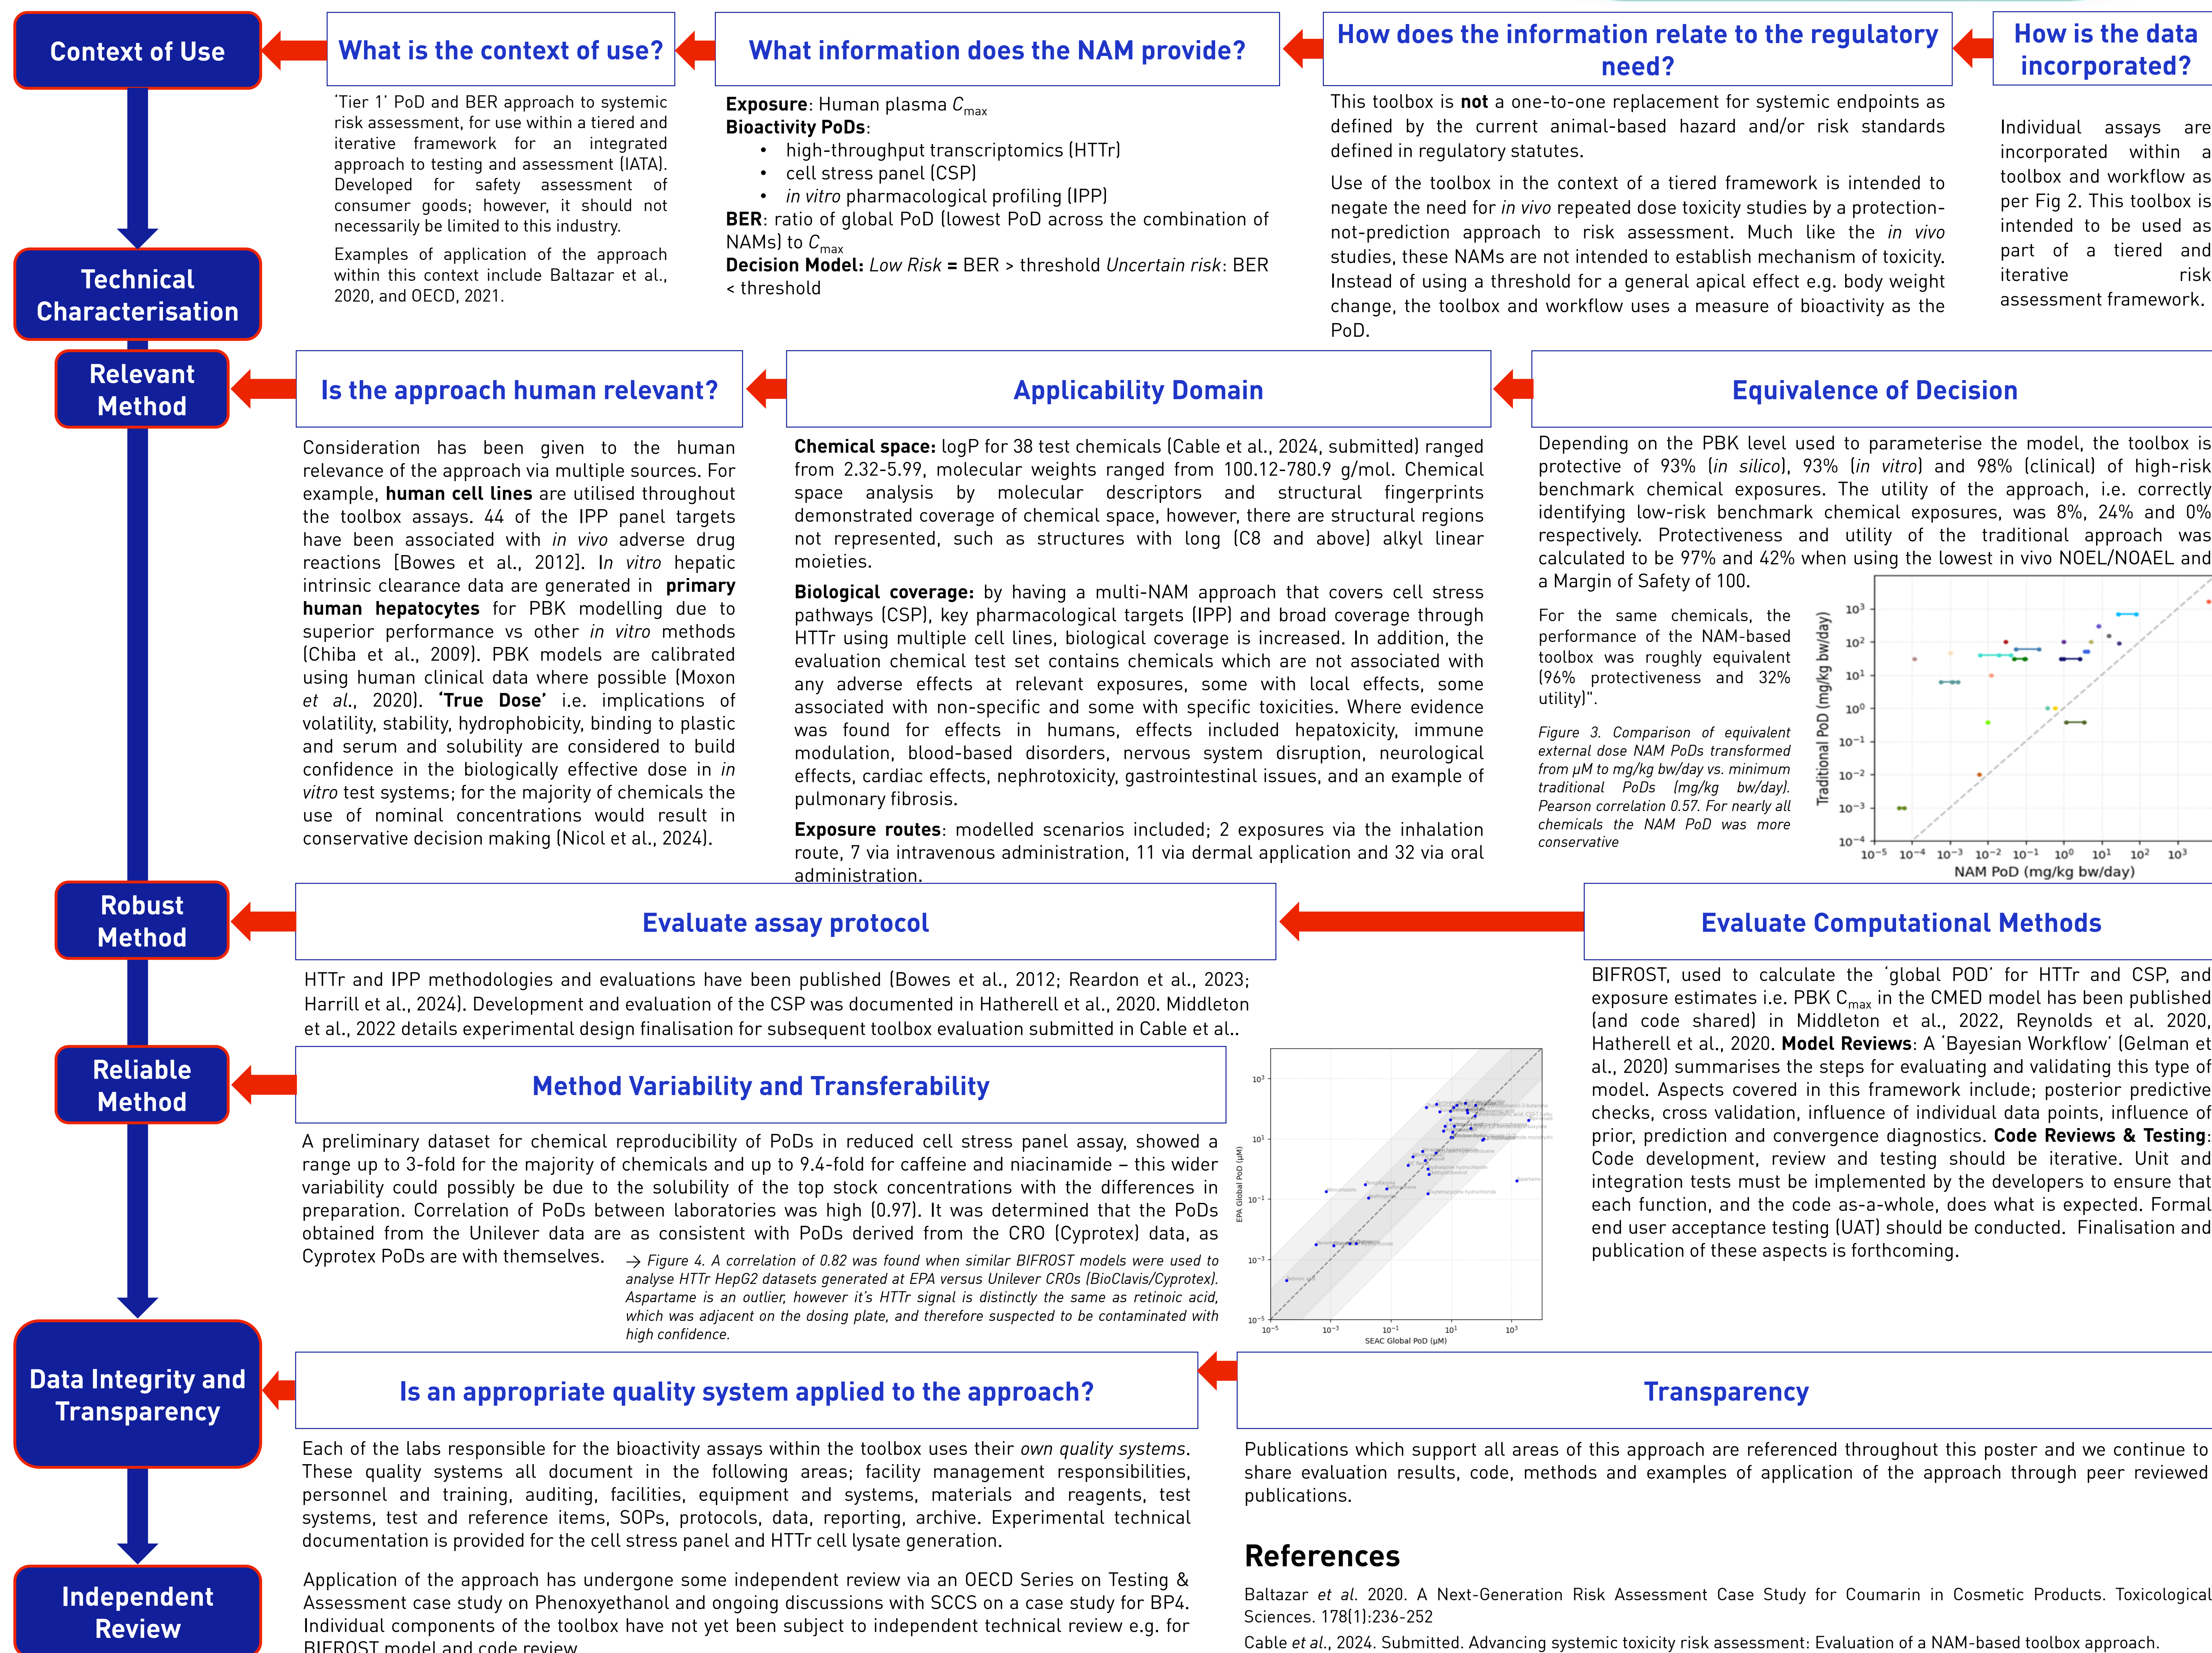 Context of Use
What is the context of use?
What information does the NAM provide?
How does the information relate to the regulatory
need?
How is the data
incorporated?
'Tier 1' PoD and BER approach to systemic
risk assessment, for use within a tiered and
iterative framework for an integrated
approach to testing and assessment (IATA).
Developed for safety assessment of
consumer goods; however, it should not
necessarily be limited to this industry.
Examples of application of the approach
within this context include Baltazar et al.,
2020, and OECD, 2021.
Exposure: Human plasma Cmax
Bioactivity PoDs:
• high-throughput transcriptomics (HTTr)
• cell stress panel (CSP)
• in vitro pharmacological profiling (IPP)
BER: ratio of global PoD (lowest PoD across the combination of
NAMs) to Cmax
Decision Model: Low Risk = BER > threshold Uncertain risk: BER
< threshold
This toolbox is not a one-to-one replacement for systemic endpoints as
defined by the current animal-based hazard and/or risk standards
defined in regulatory statutes.
Use of the toolbox in the context of a tiered framework is intended to
negate the need for in vivo repeated dose toxicity studies by a protection-
not-prediction approach to risk assessment. Much like the in vivo
studies, these NAMs are not intended to establish mechanism of toxicity.
Instead of using a threshold for a general apical effect e.g. body weight
change, the toolbox and workflow uses a measure of bioactivity as the
PoD.
Individual assays are
incorporated within a
toolbox and workflow as
per Fig 2. This toolbox is
intended to be used as
part of a tiered and
iterative risk
assessment framework.
Technical
Characterisation
Relevant
Method
Is the approach human relevant?
Applicability Domain
Equivalence of Decision
Consideration has been given to the human
relevance of the approach via multiple sources. For
example, human cell lines are utilised throughout
the toolbox assays. 44 of the IPP panel targets
have been associated with in vivo adverse drug
reactions [Bowes et al., 2012]. In vitro hepatic
intrinsic clearance data are generated in primary
human hepatocytes for PBK modelling due to
superior performance vs other in vitro methods
(Chiba et al., 2009). PBK models are calibrated
using human clinical data where possible (Moxon
et al., 2020). 'True Dose' i.e. implications of
volatility, stability, hydrophobicity, binding to plastic
and serum and solubility are considered to build
confidence in the biologically effective dose in in
vitro test systems; for the majority of chemicals the
use of nominal concentrations would result in
conservative decision making (Nicol et al., 2024).
Chemical space: logP for 38 test chemicals (Cable et al., 2024, submitted) ranged
from 2.32-5.99, molecular weights ranged from 100.12-780.9 g/mol. Chemical
space analysis by molecular descriptors and structural fingerprints
demonstrated coverage of chemical space, however, there are structural regions
not represented, such as structures with long (C8 and above) alkyl linear
moieties.
Biological coverage: by having a multi-NAM approach that covers cell stress
pathways (CSP), key pharmacological targets (IPP) and broad coverage through
HTTr using multiple cell lines, biological coverage is increased. In addition, the
evaluation chemical test set contains chemicals which are not associated with
any adverse effects at relevant exposures, some with local effects, some
associated with non-specific and some with specific toxicities. Where evidence
was found for effects in humans, effects included hepatoxicity, immune
modulation, blood-based disorders, nervous system disruption, neurological
effects, cardiac effects, nephrotoxicity, gastrointestinal issues, and an example of
pulmonary fibrosis.
Exposure routes: modelled scenarios included; 2 exposures via the inhalation
route, 7 via intravenous administration, 11 via dermal application and 32 via oral
administration.
Depending on the PBK level used to parameterise the model, the toolbox is
protective of 93% (in silico), 93% (in vitro) and 98% (clinical) of high-risk
benchmark chemical exposures. The utility of the approach, i.e. correctly
identifying low-risk benchmark chemical exposures, was 8%, 24% and 0%
respectively. Protectiveness and utility of the traditional approach was
calculated to be 97% and 42% when using the lowest in vivo NOEL/NOAEL and
a Margin of Safety of 100.
For the same chemicals, the
performance of the NAM-based
toolbox was roughly equivalent
(96% protectiveness and 32%
utility)".
Figure 3. Comparison of equivalent
external dose NAM PoDs transformed
from µM to mg/kg bw/day vs. minimum
traditional PoDs (mg/kg bw/day).
Pearson correlation 0.57. For nearly all
chemicals the NAM PoD was more
conservative
Traditional PoD (mg/kg bw/day)
10³
10²
10¹
10⁰
10⁻¹
10⁻²
10⁻³
10⁻⁴
10⁻⁵ 10⁻⁴ 10⁻³ 10⁻² 10⁻¹ 10⁰ 10¹ 10² 10³
NAM PoD (mg/kg bw/day)
Robust
Method
Evaluate assay protocol
Evaluate Computational Methods
HTTr and IPP methodologies and evaluations have been published (Bowes et al., 2012; Reardon et al., 2023;
Harrill et al., 2024). Development and evaluation of the CSP was documented in Hatherell et al., 2020. Middleton
et al., 2022 details experimental design finalisation for subsequent toolbox evaluation submitted in Cable et al..
BIFROST, used to calculate the 'global POD' for HTTr and CSP, and
exposure estimates i.e. PBK Cmax in the CMED model has been published
(and code shared) in Middleton et al., 2022, Reynolds et al. 2020,
Hatherell et al., 2020. Model Reviews: A 'Bayesian Workflow' (Gelman et
al., 2020) summarises the steps for evaluating and validating this type of
model. Aspects covered in this framework include; posterior predictive
checks, cross validation, influence of individual data points, influence of
prior, prediction and convergence diagnostics. Code Reviews & Testing:
Code development, review and testing should be iterative. Unit and
integration tests must be implemented by the developers to ensure that
each function, and the code as-a-whole, does what is expected. Formal
end user acceptance testing (UAT) should be conducted. Finalisation and
publication of these aspects is forthcoming.
Reliable
Method
Method Variability and Transferability
A preliminary dataset for chemical reproducibility of PoDs in reduced cell stress panel assay, showed a
range up to 3-fold for the majority of chemicals and up to 9.4-fold for caffeine and niacinamide – this wider
variability could possibly be due to the solubility of the top stock concentrations with the differences in
preparation. Correlation of PoDs between laboratories was high (0.97). It was determined that the PoDs
obtained from the Unilever data are as consistent with PoDs derived from the CRO (Cyprotex) data, as
Cyprotex PoDs are with themselves.
→ Figure 4. A correlation of 0.82 was found when similar BIFROST models were used to
analyse HTTr HepG2 datasets generated at EPA versus Unilever CROs (BioClavis/Cyprotex).
Aspartame is an outlier, however it's HTTr signal is distinctly the same as retinoic acid,
which was adjacent on the dosing plate, and therefore suspected to be contaminated with
high confidence.
EPA Global PoD (µM)
10³
10¹
10⁻¹
10⁻³
10⁻⁵
10⁻⁵ 10⁻³ 10⁻¹ 10¹ 10³
SEAC Global PoD (µM)
Data Integrity and
Transparency
Is an appropriate quality system applied to the approach?
Transparency
Each of the labs responsible for the bioactivity assays within the toolbox uses their own quality systems.
These quality systems all document in the following areas; facility management responsibilities,
personnel and training, auditing, facilities, equipment and systems, materials and reagents, test
systems, test and reference items, SOPs, protocols, data, reporting, archive. Experimental technical
documentation is provided for the cell stress panel and HTTr cell lysate generation.
Publications which support all areas of this approach are referenced throughout this poster and we continue to
share evaluation results, code, methods and examples of application of the approach through peer reviewed
publications.
Independent
Review
Application of the approach has undergone some independent review via an OECD Series on Testing &
Assessment case study on Phenoxyethanol and ongoing discussions with SCCS on a case study for BP4.
Individual components of the toolbox have not yet been subject to independent technical review e.g. for
BIFROST model and code review
References
Baltazar et al. 2020. A Next-Generation Risk Assessment Case Study for Coumarin in Cosmetic Products. Toxicological
Sciences. 178(1):236-252
Cable et al., 2024. Submitted. Advancing systemic toxicity risk assessment: Evaluation of a NAM-based toolbox approach.